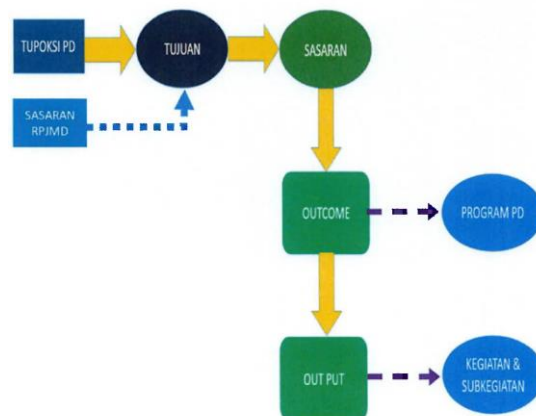 TUPOKSI PD
TUJUAN
SASARAN
SASARAN
RPJMD
OUTCOME
PROGRAM PD
OUT PUT
KEGIATAN &
SUBKEGIATAN